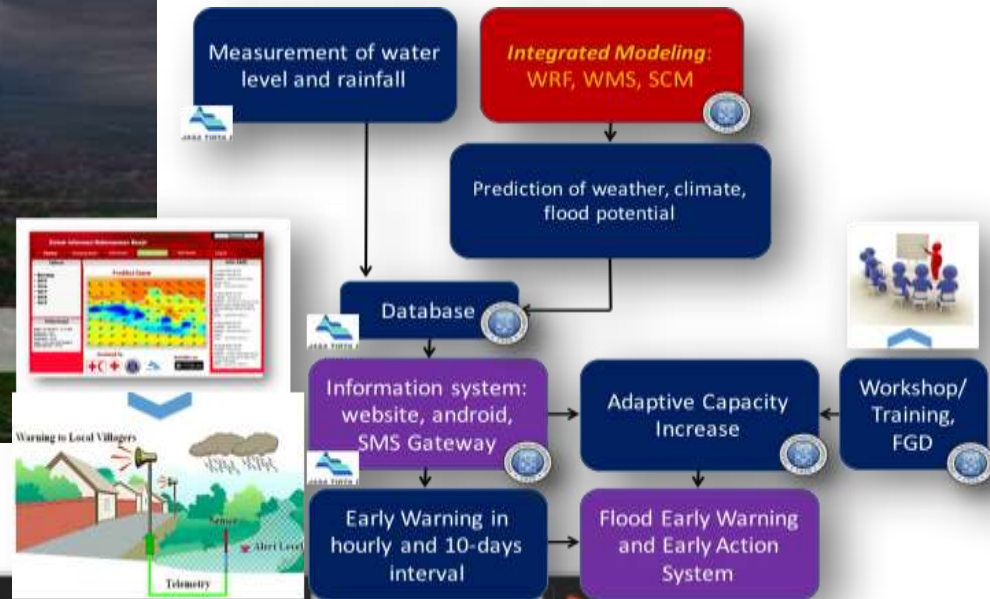 Measurement of water
level and rainfall
Integrated Modeling:
WRF, WMS, SCM
JASA TIRTA I
Prediction of weather, climate,
flood potential
Database
Information system:
website, android,
SMS Gateway
Adaptive Capacity
Increase
Workshop/
Training,
FGD
Early Warning in
hourly and 10-days
interval
Flood Early Warning
and Early Action
System
Warning to Local Villagers
Sensor
Alert Level
Telemetry